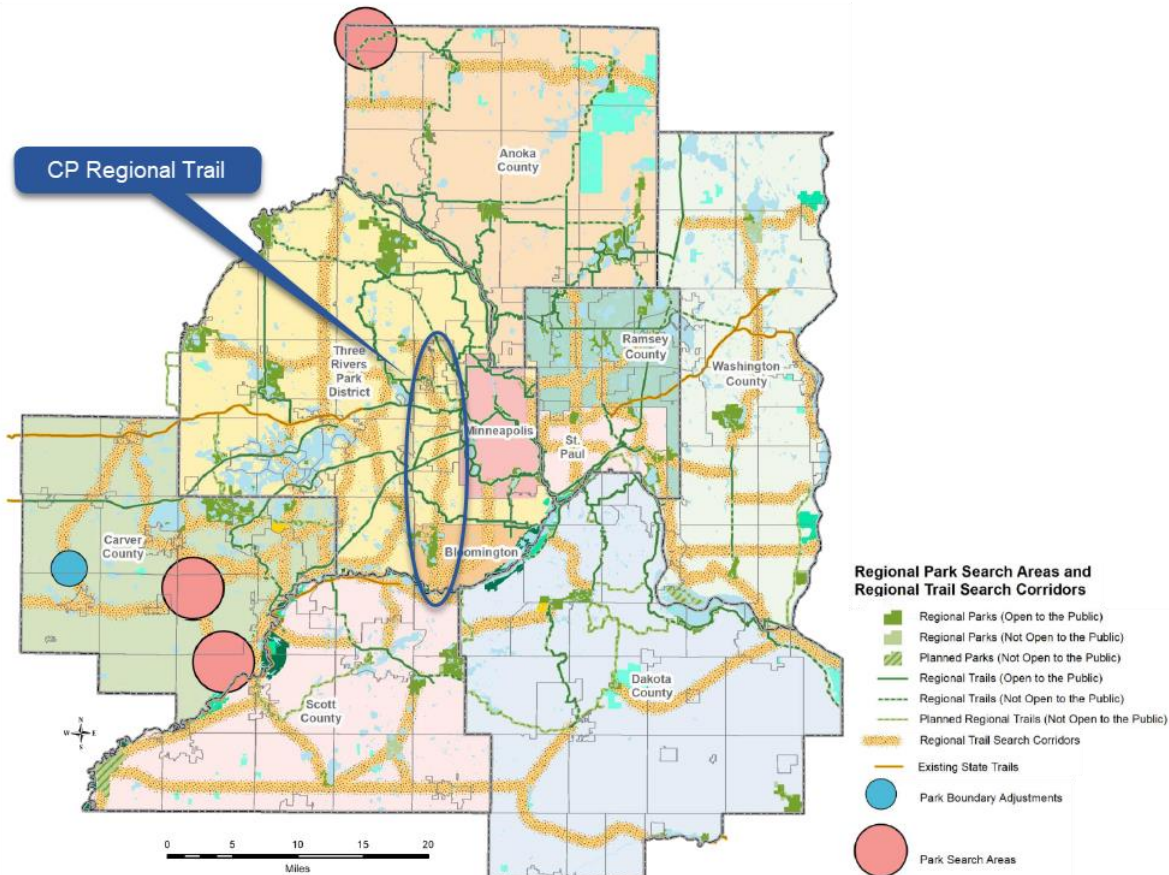 CP Regional Trail
Anoka
County
Three
Rivers
Park
District
Ramsey
County
Washington
County
Minneapolis
St.
Paul
Carver
County
Bloomington
Scott
County
Dakota
County
N
W E
S
0 5 10 15 20
Miles
Regional Park Search Areas and
Regional Trail Search Corridors
Regional Parks (Open to the Public)
Regional Parks (Not Open to the Public)
Planned Parks (Not Open to the Public)
Regional Trails (Open to the Public)
Regional Trails (Not Open to the Public)
Planned Regional Trails (Not Open to the Public)
Regional Trail Search Corridors
Existing State Trails
Park Boundary Adjustments
Park Search Areas